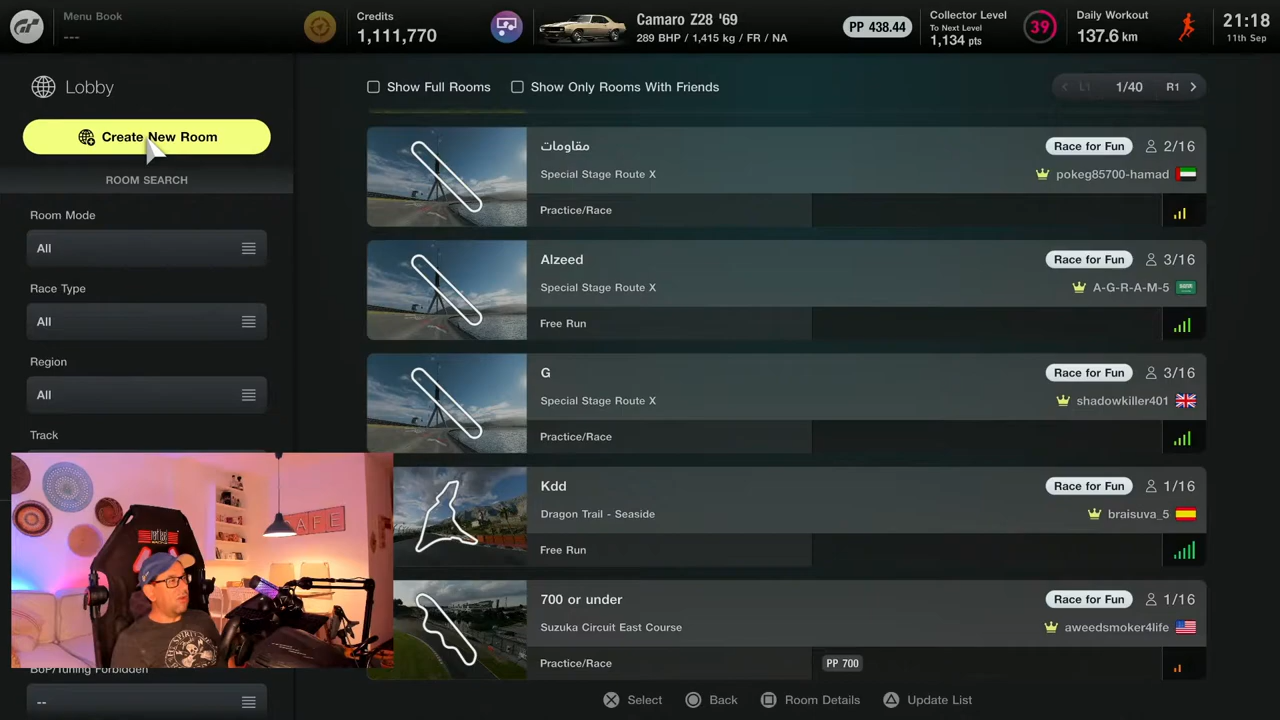 GT
Menu Book
---
Credits
1,111,770
Camaro Z28 '69
289 BHP / 1,415 kg / FR / NA
PP 438.44
Collector Level
To Next Level
1,134 pts
39
Daily Workout
137.6 km
21:18
11th Sep
Lobby
Create New Room
ROOM SEARCH
Room Mode
All
Race Type
All
Region
All
Track
BoP/Tuning Forbidden
--
Show Full Rooms
Show Only Rooms With Friends
L1
1/40
R1
مقاومات
Race for Fun
2/16
Special Stage Route X
pokeg85700-hamad
Practice/Race
Alzeed
Race for Fun
3/16
Special Stage Route X
A-G-R-A-M-5
Free Run
G
Race for Fun
3/16
Special Stage Route X
shadowkiller401
Practice/Race
Kdd
Race for Fun
1/16
Dragon Trail - Seaside
braisuva_5
Free Run
700 or under
Race for Fun
1/16
Suzuka Circuit East Course
aweedsmoker4life
Practice/Race
PP 700
Select
Back
Room Details
Update List